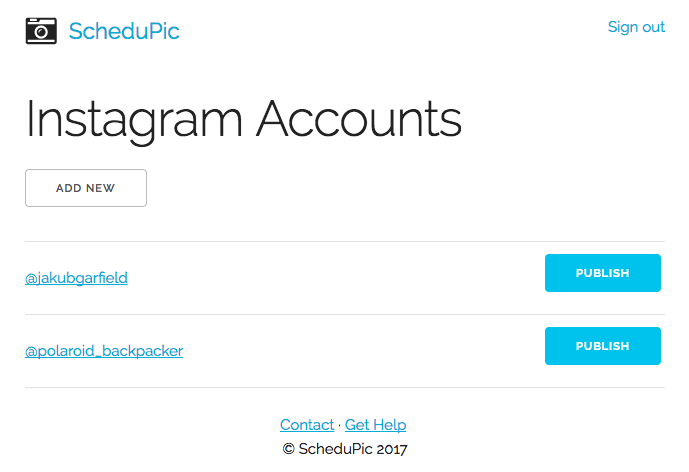 ScheduPic
Sign out
Instagram Accounts
ADD NEW
@jakubgarfield
PUBLISH
@polaroid_backpacker
PUBLISH
Contact · Get Help
© ScheduPic 2017